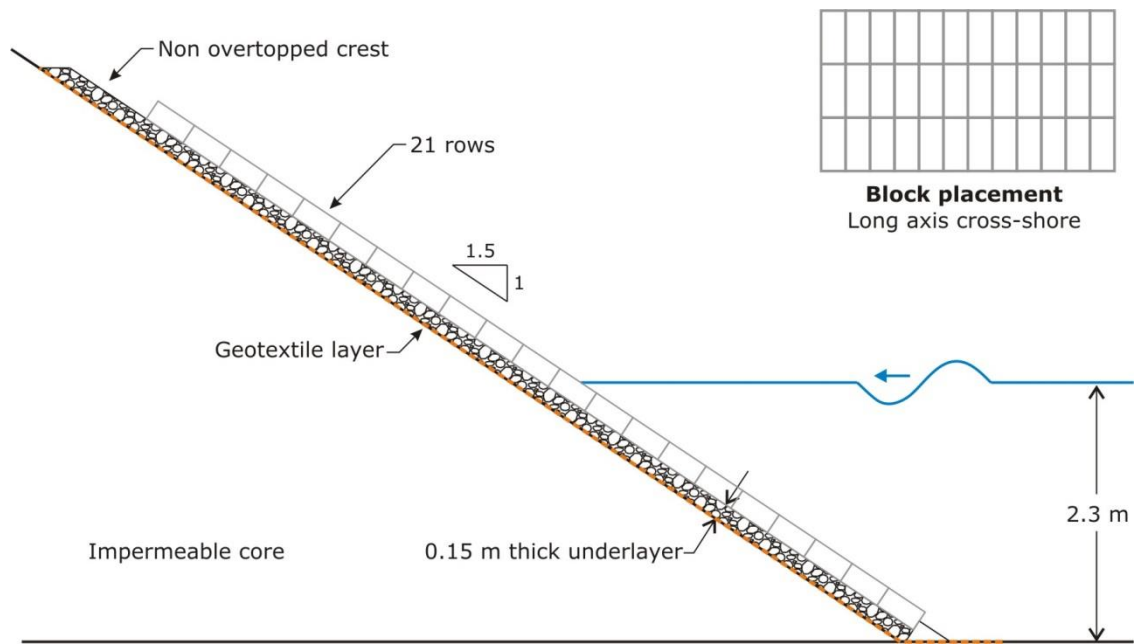 Non overtopped crest
21 rows
Block placement
Long axis cross-shore
1.5
1
Geotextile layer
2.3 m
Impermeable core
0.15 m thick underlayer